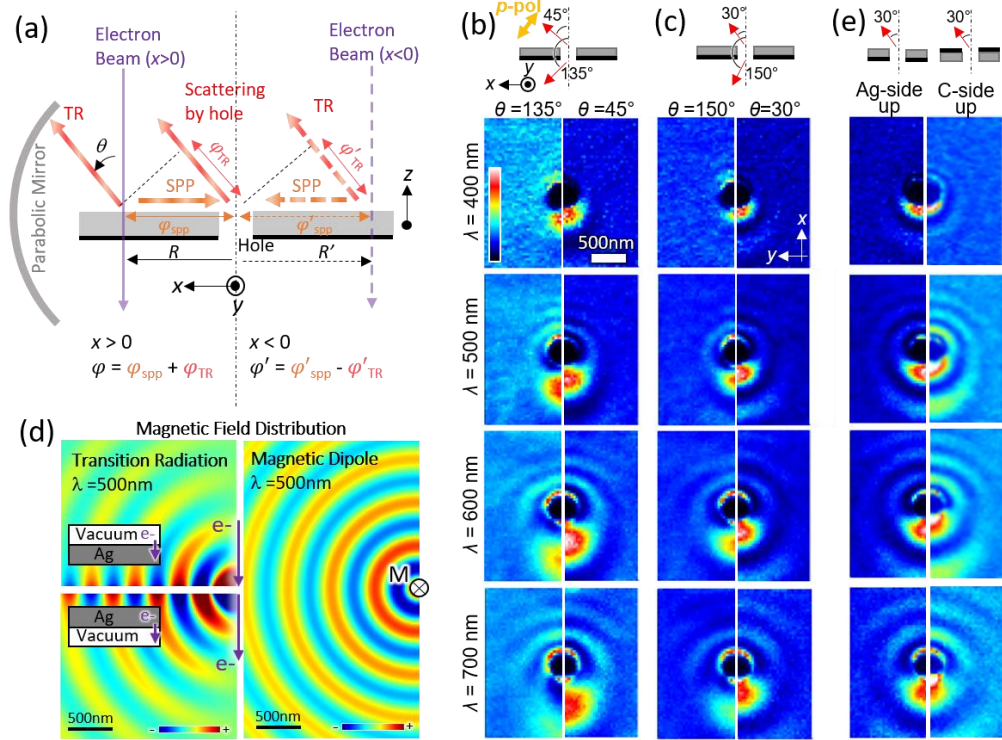 (a)
Electron
Beam (x>0)
Electron
Beam (x<0)
Scattering
by hole
TR
TR
θ
φTR
φ'TR
SPP
SPP
φspp
φ'spp
z
Parabolic Mirror
R
Hole
R'
x
y
x > 0
φ = φspp + φTR
x < 0
φ' = φ'spp - φ'TR
(b)
p-pol
45°
135°
x
y
θ =135° θ =45°
(c)
30°
150°
θ =150° θ=30°
(e)
30°
30°
Ag-side
up
C-side
up
λ = 400 nm
500nm
x
y
λ = 500 nm
λ = 600 nm
λ = 700 nm
(d)
Magnetic Field Distribution
Transition Radiation
λ =500nm
e-
Vacuum
e-
Ag
Ag
e-
Vacuum
e-
500nm
- +
Magnetic Dipole
λ =500nm
M
500nm
- +